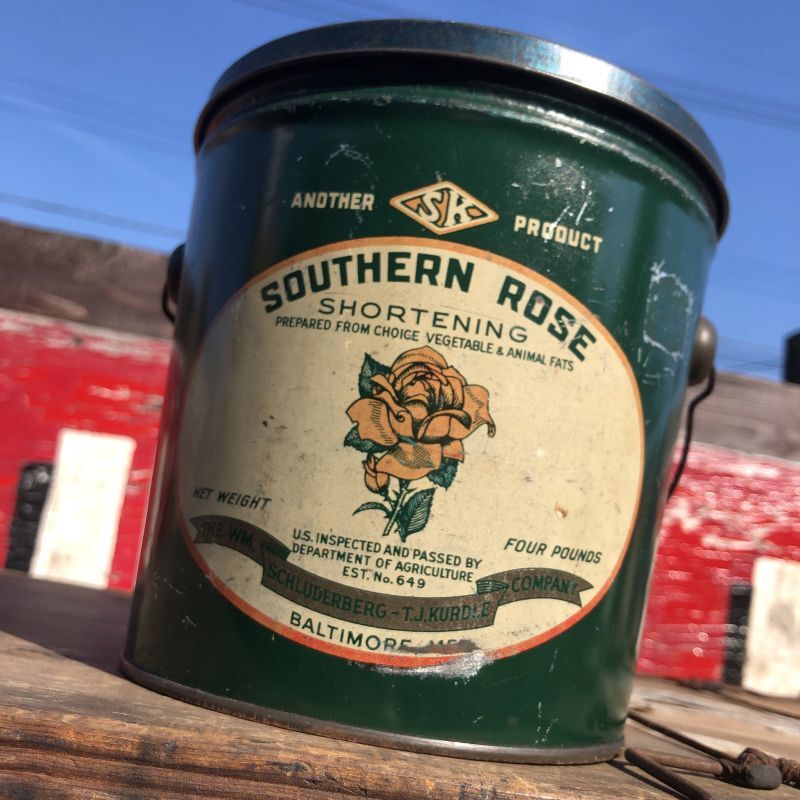 ANOTHER SK PRODUCT
SOUTHERN ROSE
SHORTENING
PREPARED FROM CHOICE VEGETABLE & ANIMAL FATS
NET WEIGHT
FOUR POUNDS
U.S. INSPECTED AND PASSED BY
DEPARTMENT OF AGRICULTURE
EST. No. 649
THE WM. SCHLUDERBERG - T.J. KURDLE COMPANY
BALTIMORE